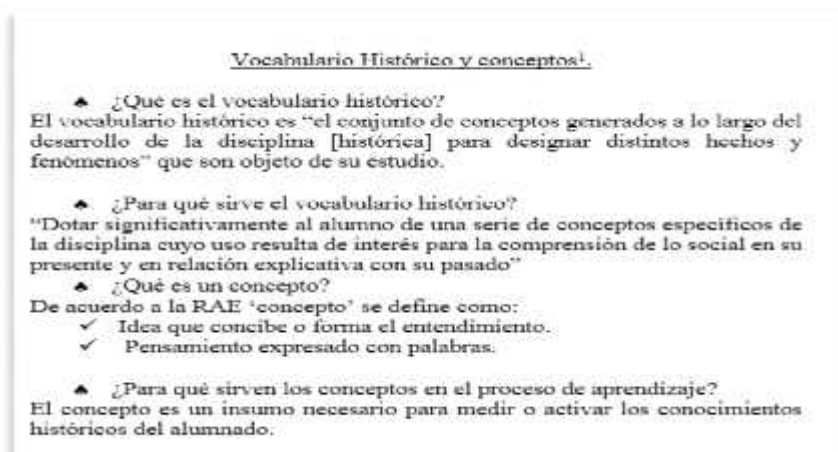 Vocabulario Histórico y conceptos¹.
♠ ¿Qué es el vocabulario histórico?
El vocabulario histórico es “el conjunto de conceptos generados a lo largo del
desarrollo de la disciplina [histórica] para designar distintos hechos y
fenómenos” que son objeto de su estudio.
♠ ¿Para qué sirve el vocabulario histórico?
“Dotar significativamente al alumno de una serie de conceptos específicos de
la disciplina cuyo uso resulta de interés para la comprensión de lo social en su
presente y en relación explicativa con su pasado”
♠ ¿Qué es un concepto?
De acuerdo a la RAE ‘concepto’ se define como:
✓ Idea que concibe o forma el entendimiento.
✓ Pensamiento expresado con palabras.
♠ ¿Para qué sirven los conceptos en el proceso de aprendizaje?
El concepto es un insumo necesario para medir o activar los conocimientos
históricos del alumnado.